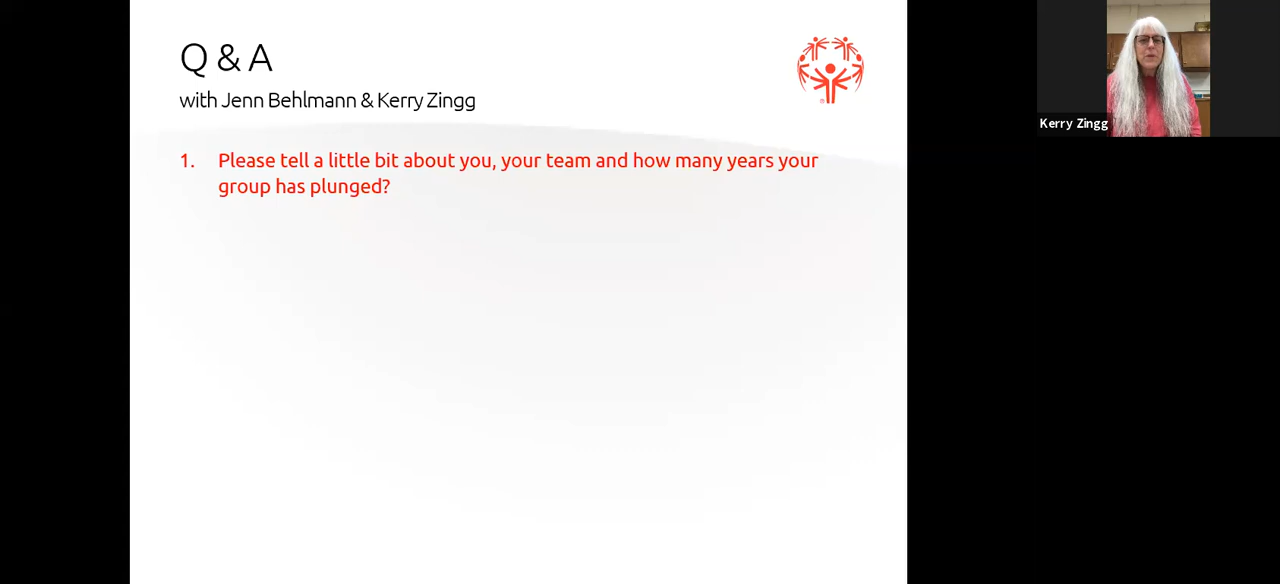 Q & A
with Jenn Behlmann & Kerry Zingg
1. Please tell a little bit about you, your team and how many years your
group has plunged?
Kerry Zingg